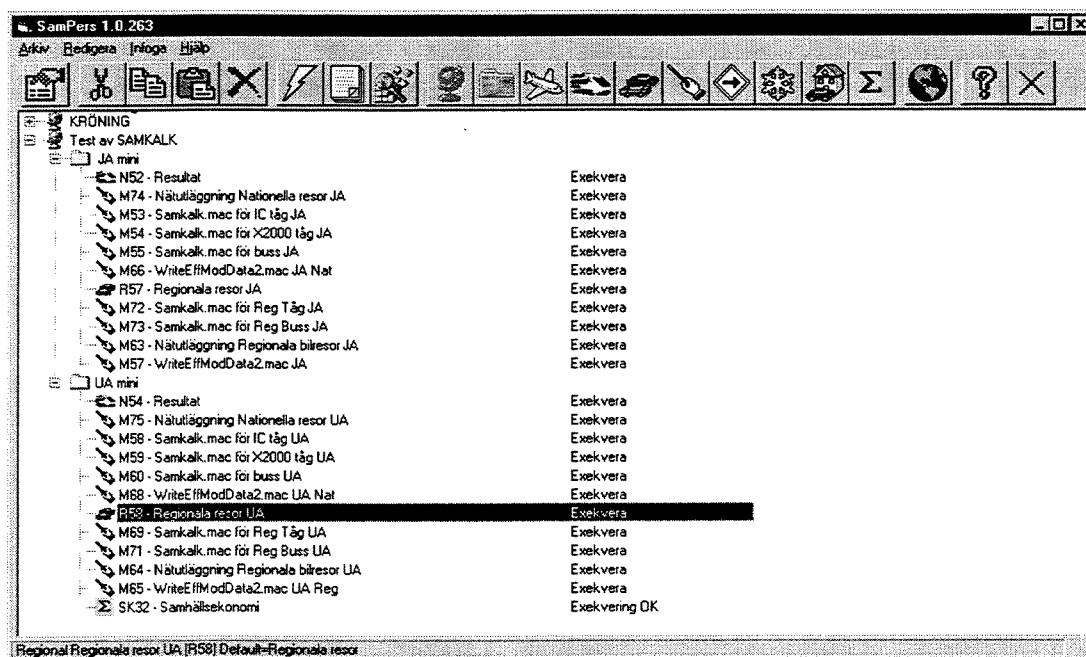 SamPers 1.0.263
Arkiv Redigera Infoga Hjälp
KRÖNING
Test av SAMKALK
JA mini
N52 - Resultat Exekvera
M74 - Nätutläggning Nationella resor JA Exekvera
M53 - Samkalk.mac för IC tåg JA Exekvera
M54 - Samkalk.mac för X2000 tåg JA Exekvera
M55 - Samkalk.mac för buss JA Exekvera
M66 - WriteEffModData2.mac JA Nat Exekvera
R57 - Regionala resor JA Exekvera
M72 - Samkalk.mac för Reg Tåg JA Exekvera
M73 - Samkalk.mac för Reg Buss JA Exekvera
M63 - Nätutläggning Regionala bilresor JA Exekvera
M57 - WriteEffModData2.mac JA Exekvera
UA mini
N54 - Resultat Exekvera
M75 - Nätutläggning Nationella resor UA Exekvera
M58 - Samkalk.mac för IC tåg UA Exekvera
M59 - Samkalk.mac för X2000 tåg UA Exekvera
M60 - Samkalk.mac för buss UA Exekvera
M68 - WriteEffModData2.mac UA Nat Exekvera
R58 - Regionala resor UA Exekvera
M69 - Samkalk.mac för Reg Tåg UA Exekvera
M71 - Samkalk.mac för Reg Buss UA Exekvera
M64 - Nätutläggning Regionala bilresor UA Exekvera
M65 - WriteEffModData2.mac UA Reg Exekvera
SK32 - Samhällsekonomi Exekvering OK
Regional Regionala resor UA [R58] Default=Regionala resor